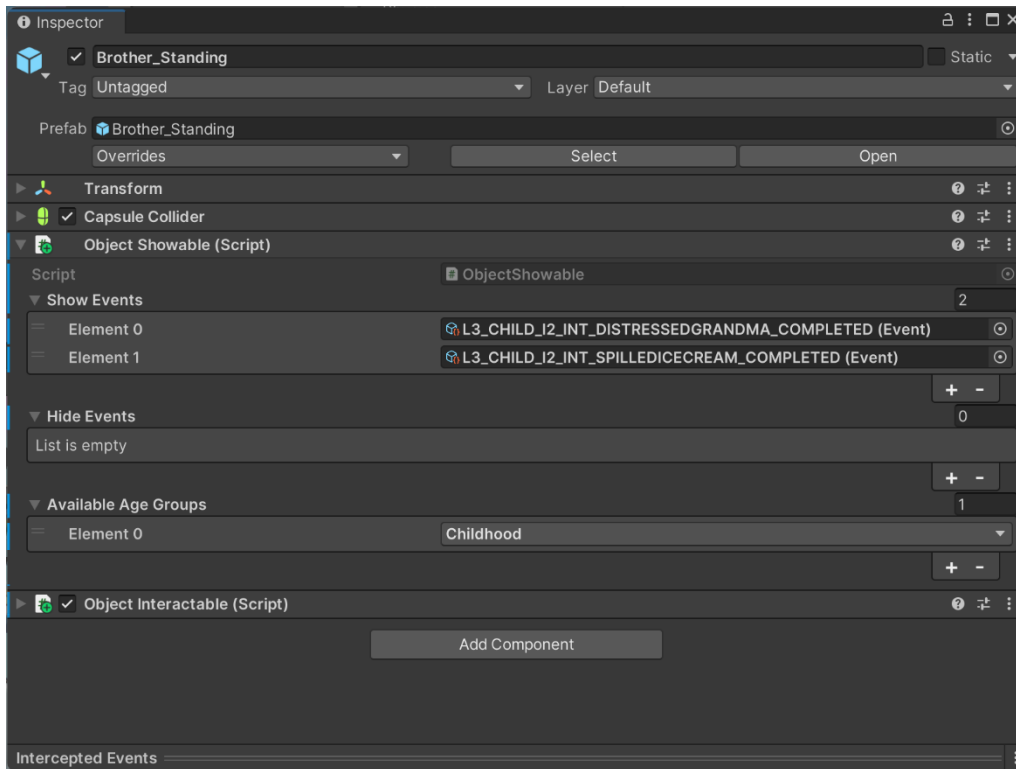 Inspector
Brother_Standing Static
Tag Untagged Layer Default
Prefab Brother_Standing
Overrides Select Open
Transform
Capsule Collider
Object Showable (Script)
Script ObjectShowable
Show Events 2
Element 0 L3_CHILD_I2_INT_DISTRESSEDGRANDMA_COMPLETED (Event)
Element 1 L3_CHILD_I2_INT_SPILLEDICECREAM_COMPLETED (Event)
+ -
Hide Events 0
List is empty
+ -
Available Age Groups 1
Element 0 Childhood
+ -
Object Interactable (Script)
Add Component
Intercepted Events